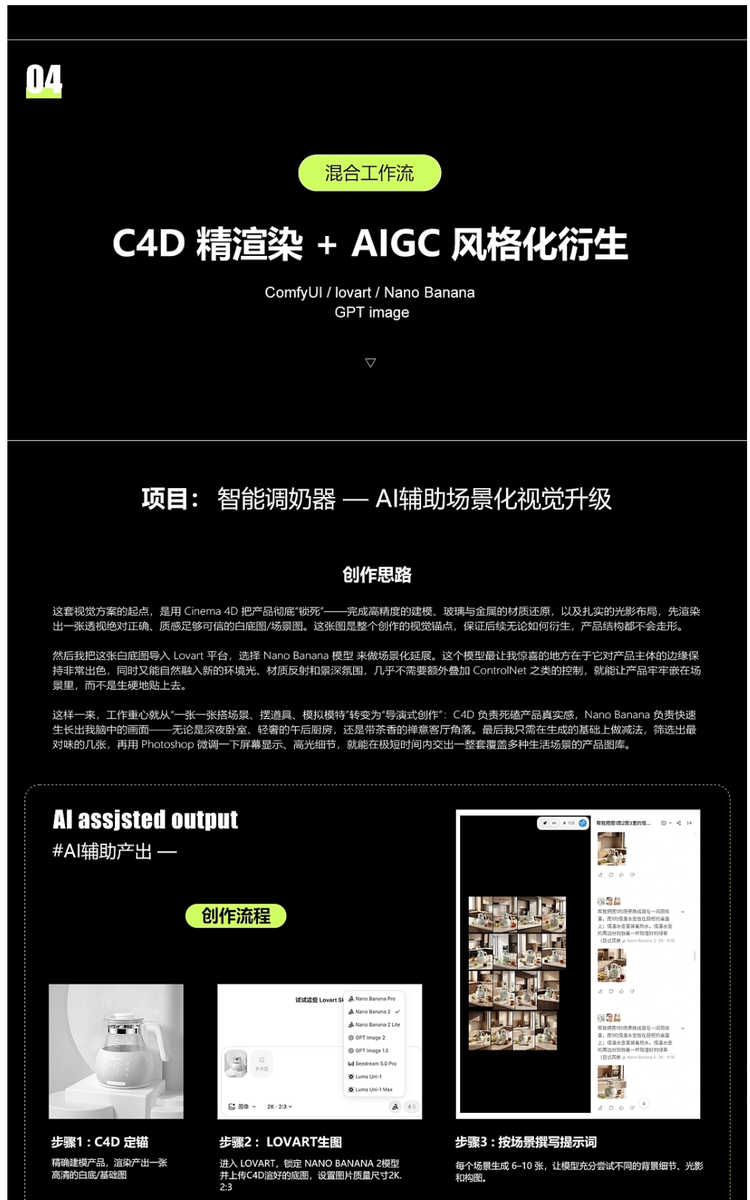 04
混合工作流
C4D 精渲染 + AIGC 风格化衍生
ComfyUI / lovart / Nano Banana
GPT image
项目： 智能调奶器 — AI辅助场景化视觉升级
创作思路
这套视觉方案的起点，是用 Cinema 4D 把产品彻底“锁死”——完成高精度的建模、玻璃与金属的材质还原，以及扎实的光影布局，先渲染
出一张透视绝对正确、质感足够可信的白底图/场景图。这张图是整个创作的视觉锚点，保证后续无论如何衍生，产品结构都不会走形。
然后我把这张白底图导入 Lovart 平台，选择 Nano Banana 模型 来做场景化延展。这个模型最让我惊喜的地方在于它对产品主体的边缘保
持非常出色，同时又能自然融入新的环境光、材质反射和景深氛围，几乎不需要额外叠加 ControlNet 之类的控制，就能让产品牢牢嵌在场
景里，而不是生硬地贴上去。
这样一来，工作重心就从“一张一张搭场景、摆道具、模拟模特”转变为“导演式创作”：C4D 负责死磕产品真实感，Nano Banana 负责快速
生长出我脑中的画面——无论是深夜卧室、轻奢的午后厨房，还是带茶香的禅意客厅角落。最后我只需在生成的基础上做减法，筛选出最
对味的几张，再用 Photoshop 微调一下屏幕显示、高光细节，就能在极短时间内交出一整套覆盖多种生活场景的产品图库。
AI assjsted output
#AI辅助产出 —
创作流程
试试这些 Lovart Sk
Nano Banana Pro
Nano Banana 2
Nano Banana 2 Lite
GPT Image 2
GPT Image 1.5
Seedream 5.0 Pro
Luma Uni-1
Luma Uni-1 Max
参考图
图像
2K · 2:3
0
步骤1：C4D 定锚
精确建模产品，渲染产出一张
高清的白底/基础图
步骤2： LOVART生图
进入 LOVART，锁定 NANO BANANA 2模型
并上传C4D渲好的底图，设置图片质量尺寸2K.
2:3
步骤3：按场景撰写提示词
每个场景生成 6–10 张，让模型充分尝试不同的背景细节、光影
和构图。